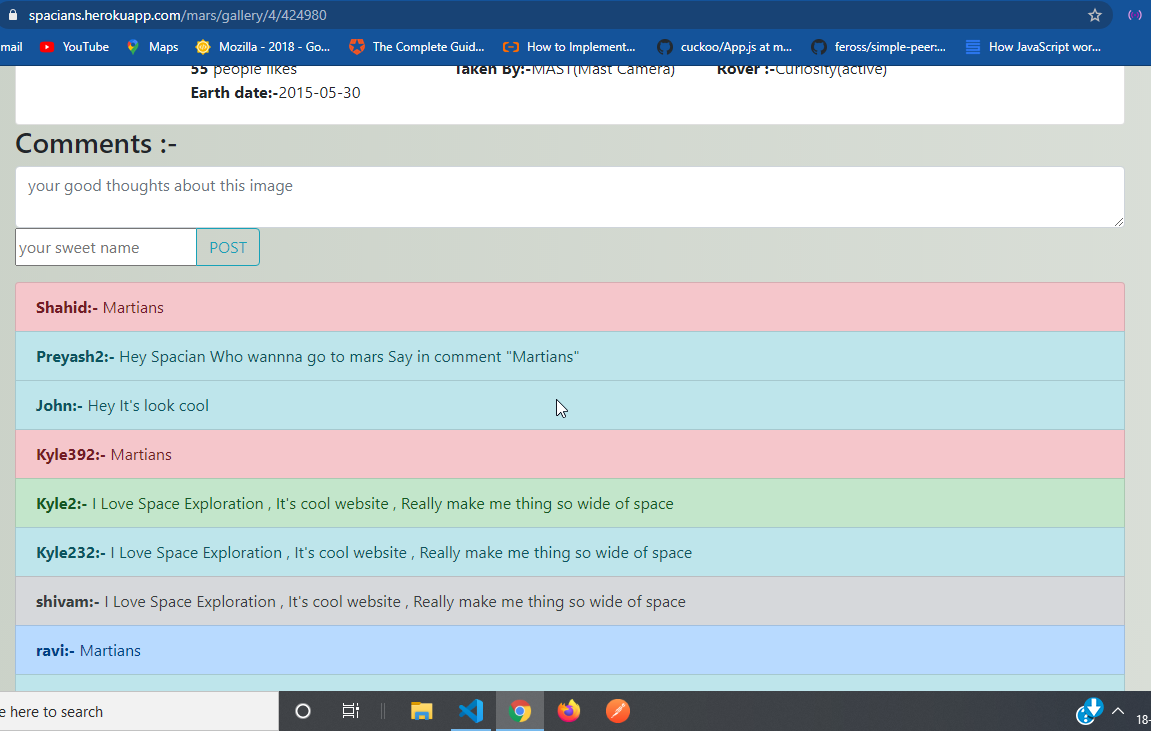 spacians.herokuapp.com/mars/gallery/4/424980
mail YouTube Maps Mozilla - 2018 - Go... The Complete Guid... How to Implement... cuckoo/App.js at m... feross/simple-peer:... How JavaScript wor...
55 people likes Taken By:-MAST(Mast Camera) Rover :-Curiosity(active)
Earth date:-2015-05-30
Comments :-
your good thoughts about this image
your sweet name POST
Shahid:- Martians
Preyash2:- Hey Spacian Who wannna go to mars Say in comment "Martians"
John:- Hey It's look cool
Kyle392:- Martians
Kyle2:- I Love Space Exploration , It's cool website , Really make me thing so wide of space
Kyle232:- I Love Space Exploration , It's cool website , Really make me thing so wide of space
shivam:- I Love Space Exploration , It's cool website , Really make me thing so wide of space
ravi:- Martians
e here to search
18-